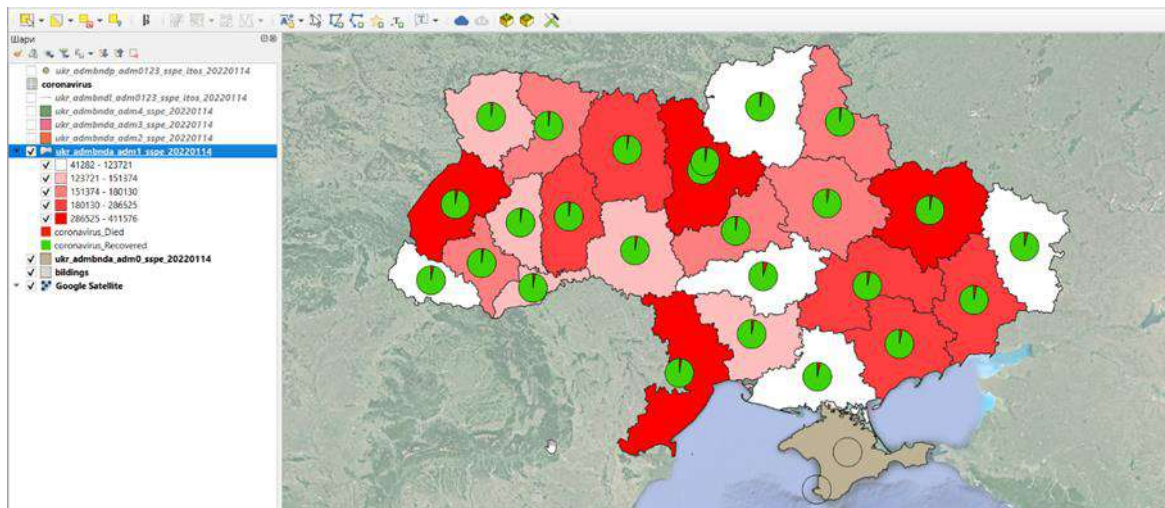 Шари
ukr_admbndp_adm0123_sspe_itos_20220114
coronavirus
ukr_admbndl_adm0123_sspe_itos_20220114
ukr_admbnda_adm4_sspe_20220114
ukr_admbnda_adm3_sspe_20220114
ukr_admbnda_adm2_sspe_20220114
ukr_admbnda_adm1_sspe_20220114
41282 - 123721
123721 - 151374
151374 - 180130
180130 - 286525
286525 - 411576
coronavirus_Died
coronavirus_Recovered
ukr_admbnda_adm0_sspe_20220114
bildings
Google Satellite